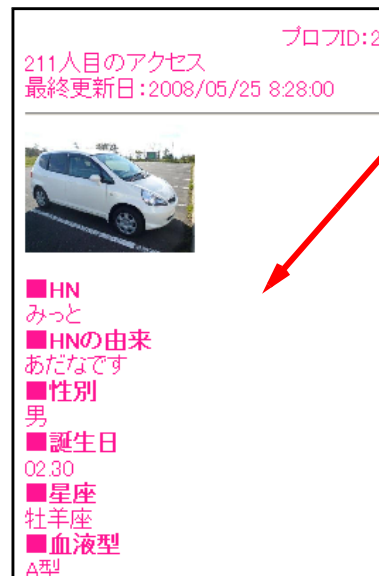 プロフID:2
211人目のアクセス
最終更新日:2008/05/25 8:28:00
■HN
みっと
■HNの由来
あだなです
■性別
男
■誕生日
02.30
■星座
牡羊座
■血液型
A型